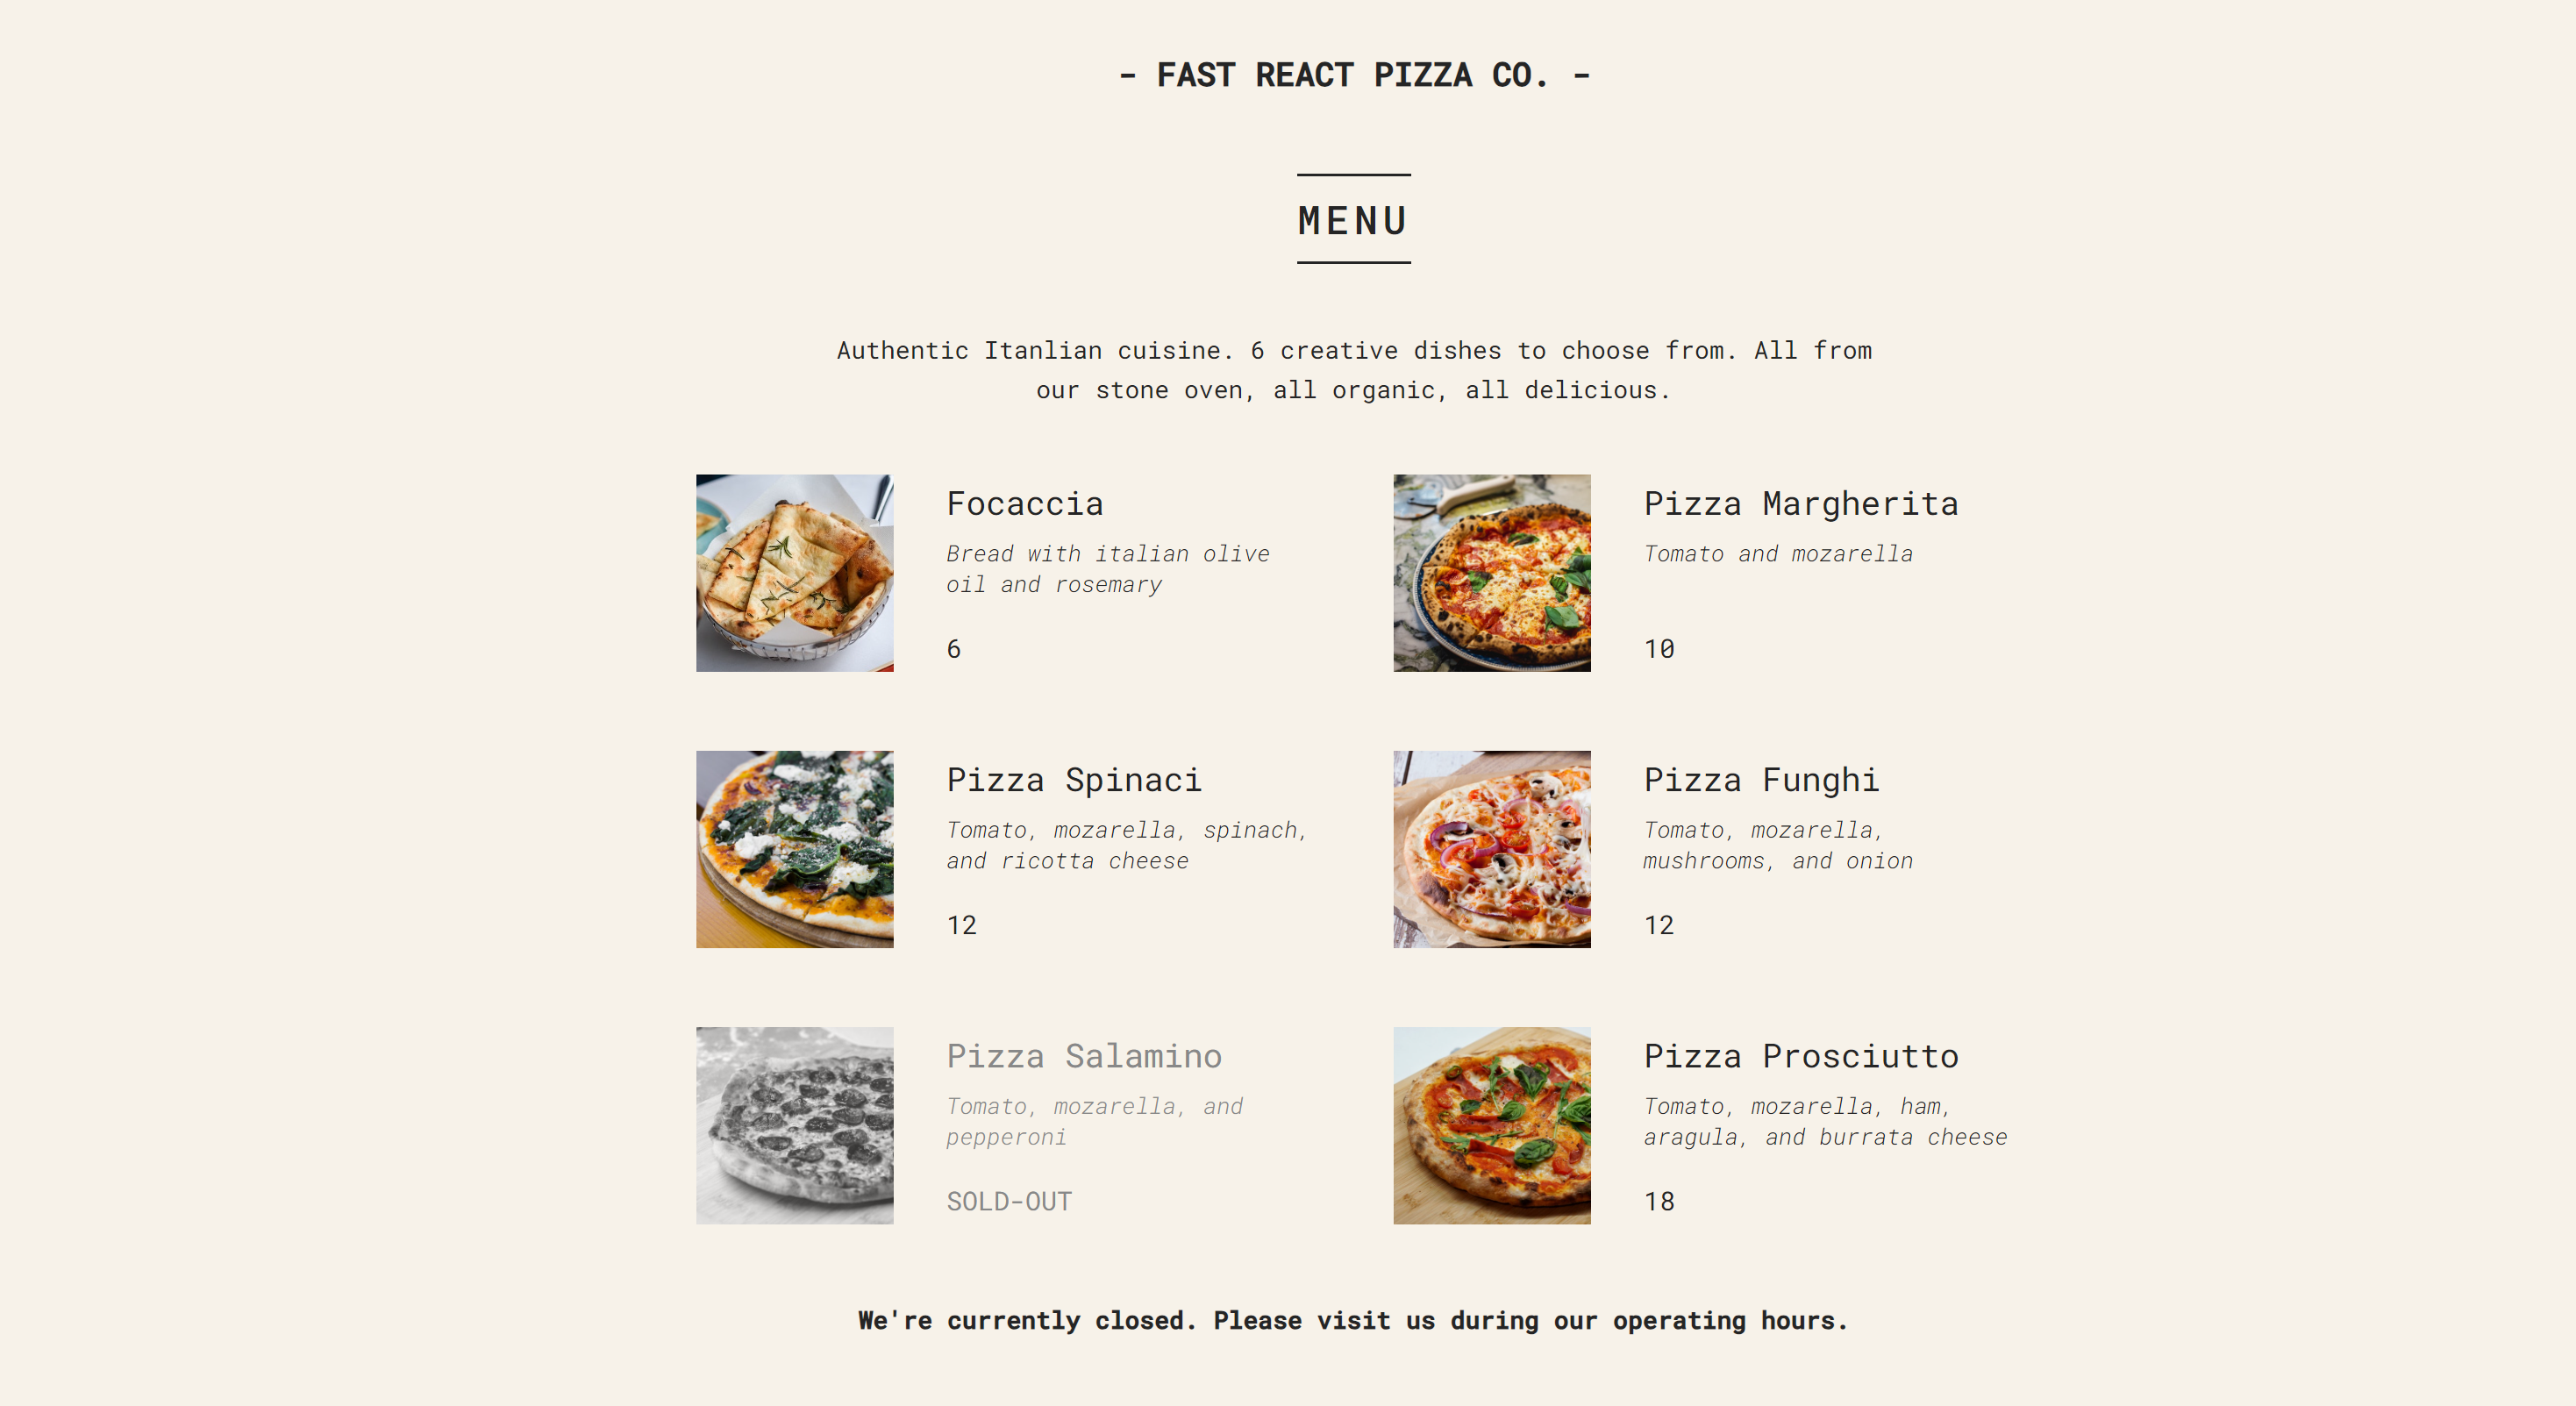 - FAST REACT PIZZA CO. -
MENU
Authentic Itanlian cuisine. 6 creative dishes to choose from. All from
our stone oven, all organic, all delicious.
Focaccia
Bread with italian olive
oil and rosemary
6
Pizza Margherita
Tomato and mozarella
10
Pizza Spinaci
Tomato, mozarella, spinach,
and ricotta cheese
12
Pizza Funghi
Tomato, mozarella,
mushrooms, and onion
12
Pizza Salamino
Tomato, mozarella, and
pepperoni
SOLD-OUT
Pizza Prosciutto
Tomato, mozarella, ham,
aragula, and burrata cheese
18
We're currently closed. Please visit us during our operating hours.